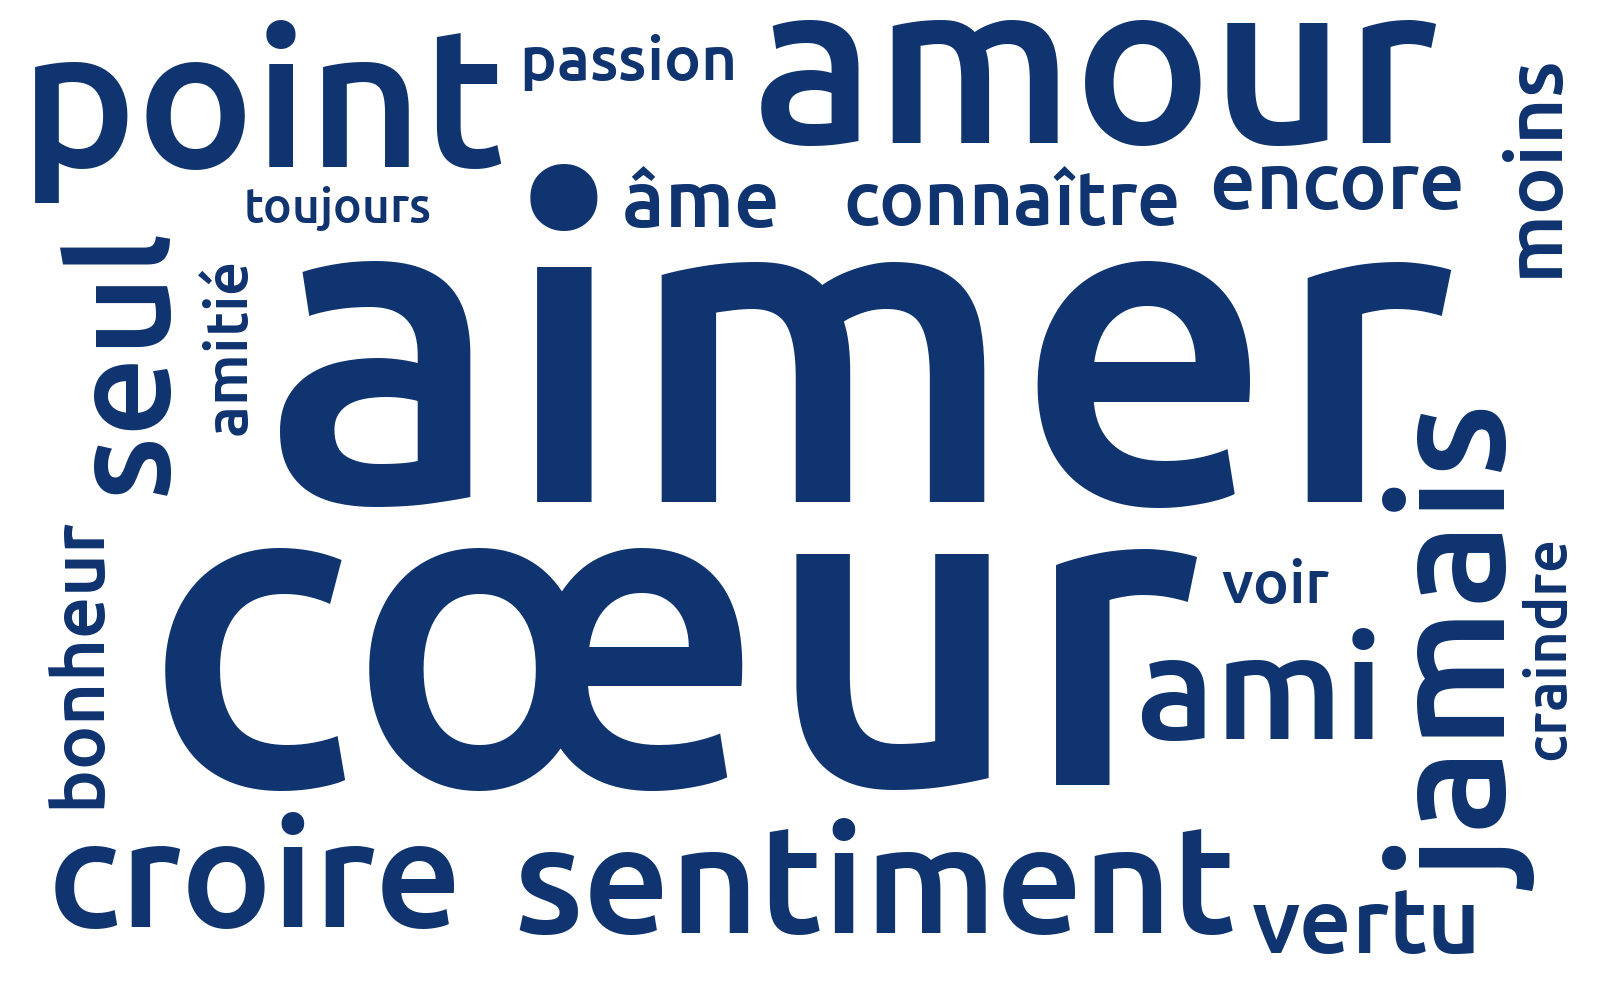 point
passion
amour
moins
toujours
âme
connaître
encore
seul
amitié
aimer
jamais
bonheur
cœur
voir
ami
craindre
croire
sentiment
vertu